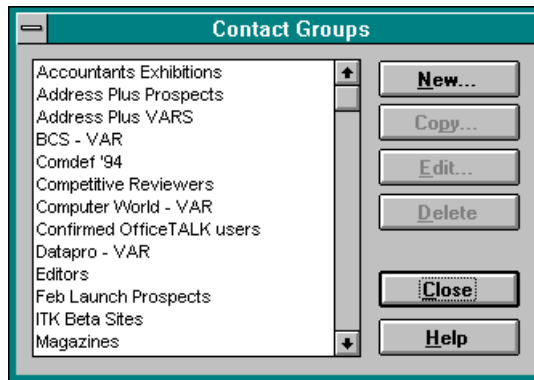 Contact Groups
Accountants Exhibitions
Address Plus Prospects
Address Plus VARS
BCS - VAR
Comdef '94
Competitive Reviewers
Computer World - VAR
Confirmed OfficeTALK users
Datapro - VAR
Editors
Feb Launch Prospects
ITK Beta Sites
Magazines
New...
Copy...
Edit...
Delete
Close
Help